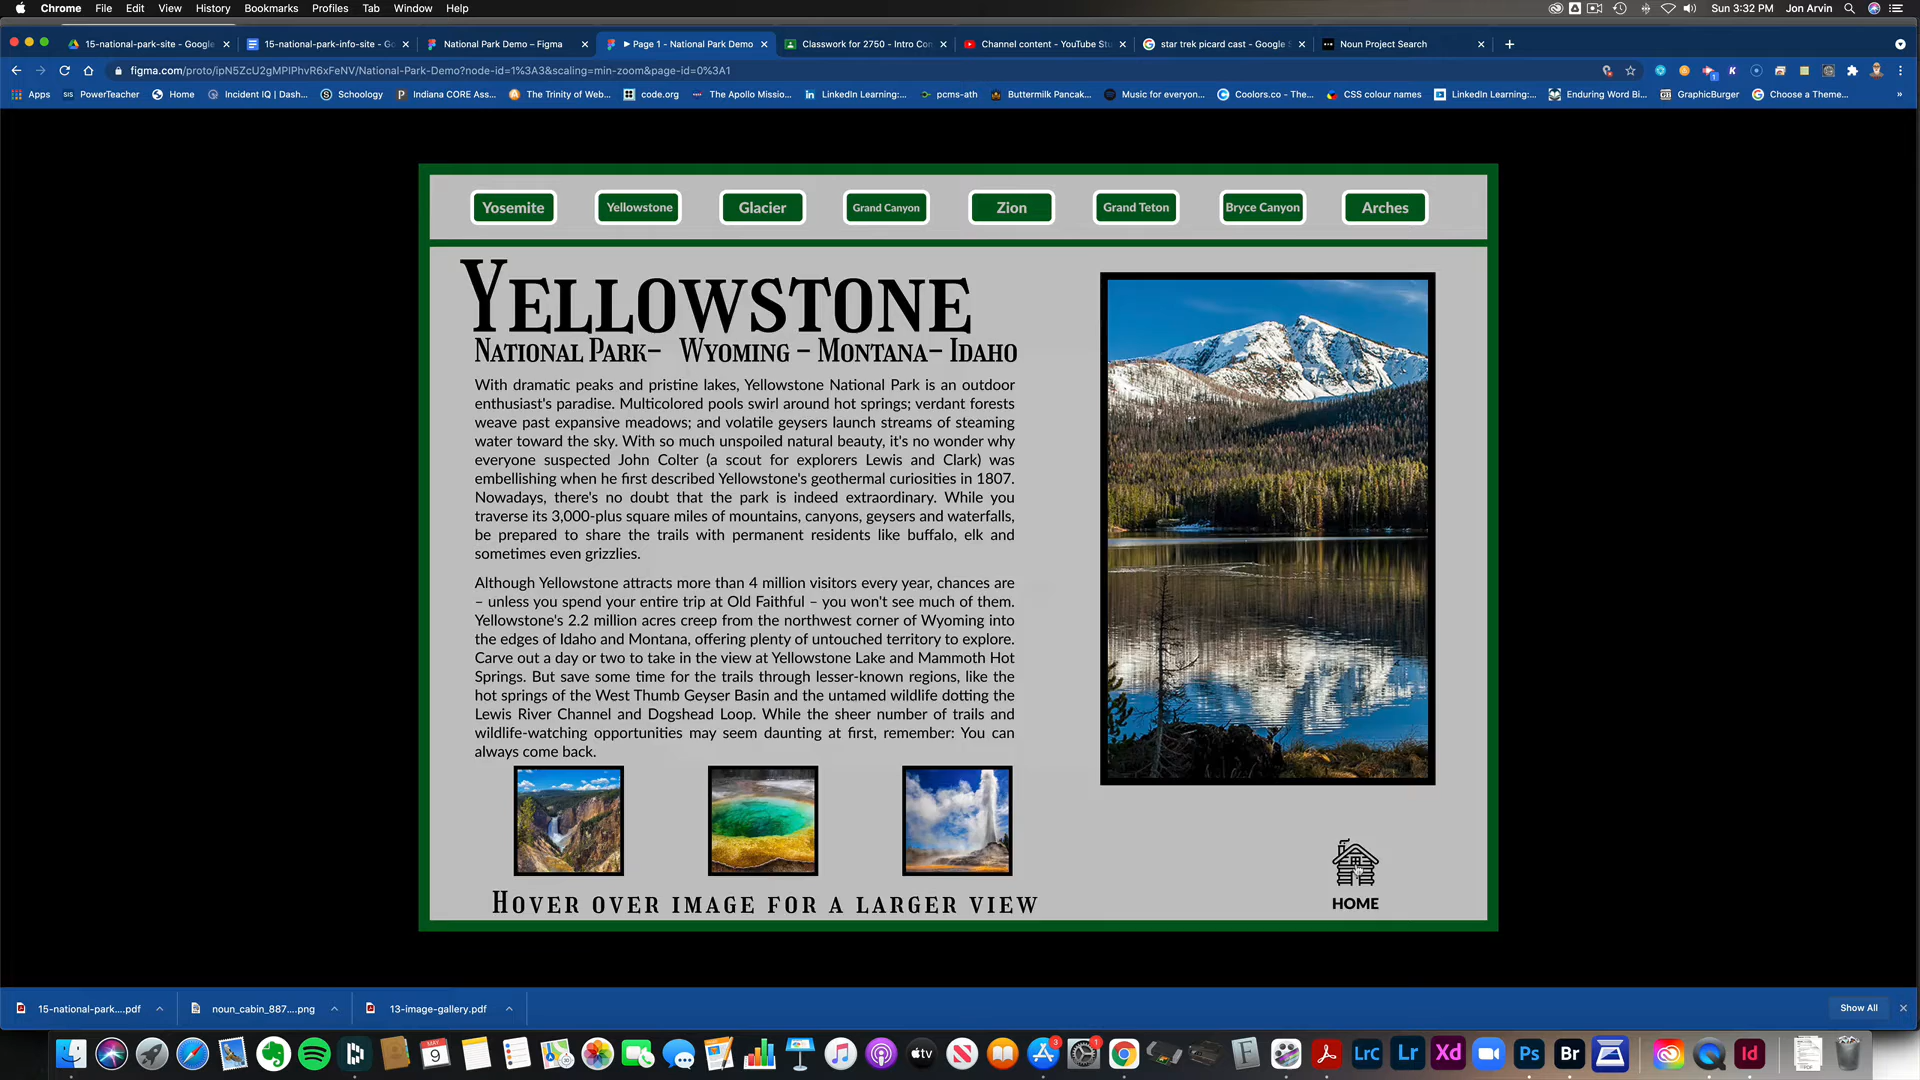 Chrome File Edit View History Bookmarks Profiles Tab Window Help Sun 3:32 PM Jon Arvin
15-national-park-site - Google
15-national-park-info-site - Go
National Park Demo – Figma
Page 1 - National Park Demo
Classwork for 2750 - Intro Con
Channel content - YouTube Stu
star trek picard cast - Google S
Noun Project Search
figma.com/proto/ipN5ZcU2gMPIPhvR6xFeNV/National-Park-Demo?node-id=1%3A3&scaling=min-zoom&page-id=0%3A1
Apps PowerTeacher Home Incident IQ | Dash... Schoology Indiana CORE Ass... The Trinity of Web... code.org The Apollo Missio... LinkedIn Learning:... pcms-ath Buttermilk Pancak... Music for everyon... Coolors.co - The... CSS colour names LinkedIn Learning:... Enduring Word Bi... GraphicBurger Choose a Theme... »
Yosemite Yellowstone Glacier Grand Canyon Zion Grand Teton Bryce Canyon Arches
Yellowstone
National Park– Wyoming – Montana– Idaho
With dramatic peaks and pristine lakes, Yellowstone National Park is an outdoor
enthusiast's paradise. Multicolored pools swirl around hot springs; verdant forests
weave past expansive meadows; and volatile geysers launch streams of steaming
water toward the sky. With so much unspoiled natural beauty, it's no wonder why
everyone suspected John Colter (a scout for explorers Lewis and Clark) was
embellishing when he first described Yellowstone's geothermal curiosities in 1807.
Nowadays, there's no doubt that the park is indeed extraordinary. While you
traverse its 3,000-plus square miles of mountains, canyons, geysers and waterfalls,
be prepared to share the trails with permanent residents like buffalo, elk and
sometimes even grizzlies.
Although Yellowstone attracts more than 4 million visitors every year, chances are
– unless you spend your entire trip at Old Faithful – you won't see much of them.
Yellowstone's 2.2 million acres creep from the northwest corner of Wyoming into
the edges of Idaho and Montana, offering plenty of untouched territory to explore.
Carve out a day or two to take in the view at Yellowstone Lake and Mammoth Hot
Springs. But save some time for the trails through lesser-known regions, like the
hot springs of the West Thumb Geyser Basin and the untamed wildlife dotting the
Lewis River Channel and Dogshead Loop. While the sheer number of trails and
wildlife-watching opportunities may seem daunting at first, remember: You can
always come back.
Hover over image for a larger view
HOME
15-national-park....pdf
noun_cabin_887....png
13-image-gallery.pdf
Show All
MAY
9
tv
3
1
LrC Lr Xd Ps Br Id